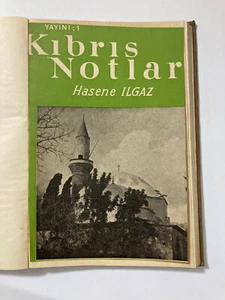 YAYINI:1
Kıbrıs
Notlar
Hasene ILGAZ